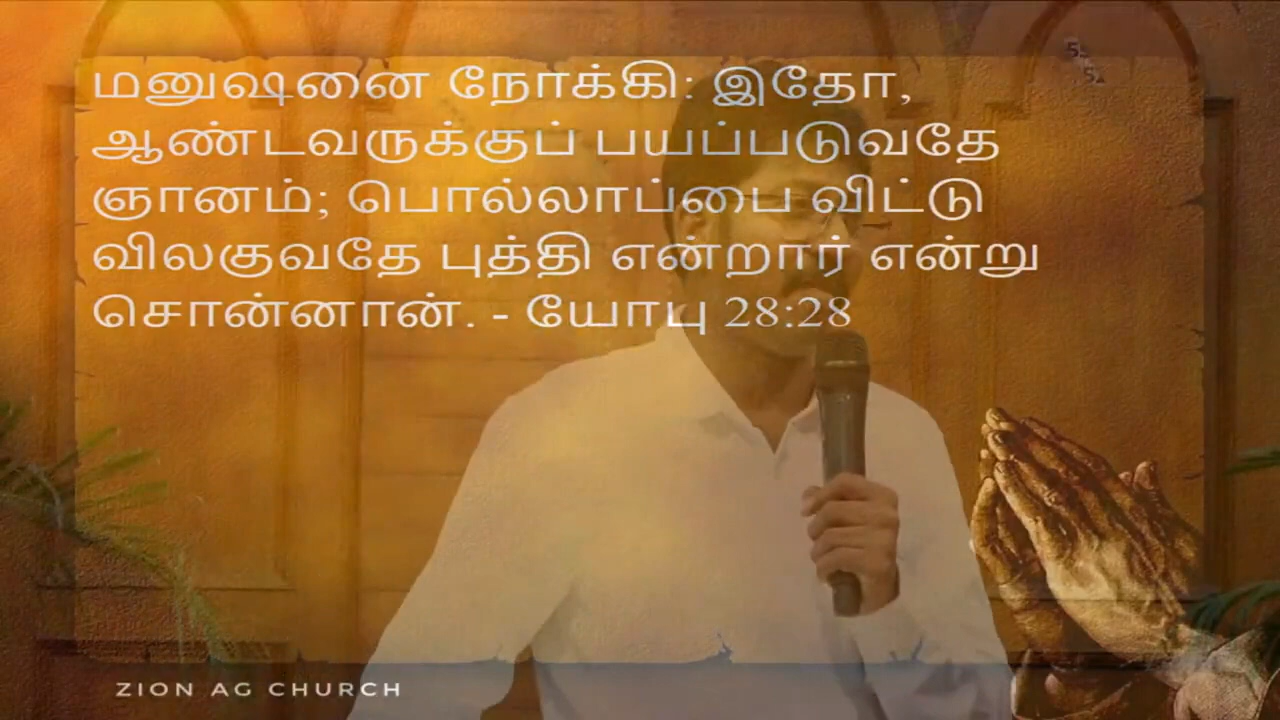 மனுஷனை நோக்கி: இதோ,
ஆண்டவருக்குப் பயப்படுவதே
ஞானம்; பொல்லாப்பை விட்டு
விலகுவதே புத்தி என்றார் என்று
சொன்னான். - யோபு 28:28
ZION AG CHURCH